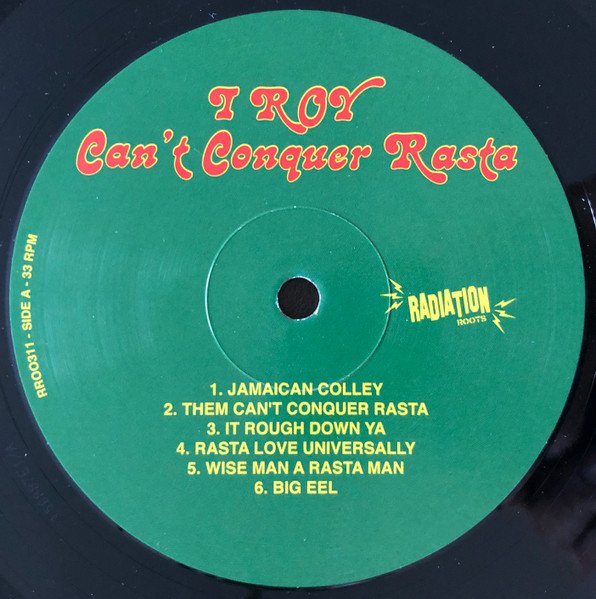 I ROY
Can't Conquer Rasta
RROO311 - SIDE A - 33 RPM
RADIATION
ROOTS
1. JAMAICAN COLLEY
2. THEM CAN'T CONQUER RASTA
3. IT ROUGH DOWN YA
4. RASTA LOVE UNIVERSALLY
5. WISE MAN A RASTA MAN
6. BIG EEL